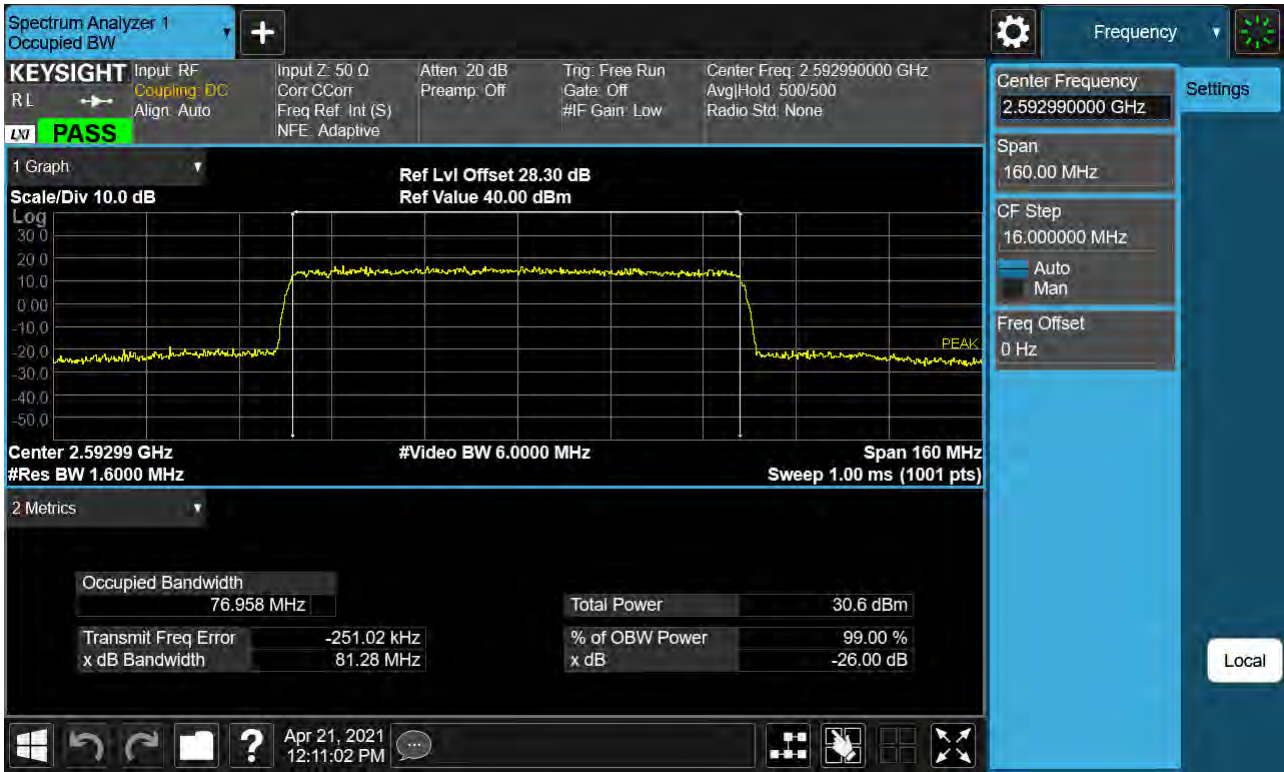 Spectrum Analyzer 1
Occupied BW
+
Frequency
KEYSIGHT
RL
LXI
PASS
Input: RF
Coupling: DC
Align: Auto
Input Z: 50 Ω
Corr CCorr
Freq Ref: Int (S)
NFE: Adaptive
Atten: 20 dB
Preamp: Off
Trig: Free Run
Gate: Off
#IF Gain: Low
Center Freq: 2.592990000 GHz
Avg|Hold: 500/500
Radio Std: None
1 Graph
Scale/Div 10.0 dB
Ref Lvl Offset 28.30 dB
Ref Value 40.00 dBm
Log
30.0
20.0
10.0
0.00
-10.0
-20.0
-30.0
-40.0
-50.0
PEAK
Center 2.59299 GHz
#Video BW 6.0000 MHz
Span 160 MHz
#Res BW 1.6000 MHz
Sweep 1.00 ms (1001 pts)
2 Metrics
Occupied Bandwidth
76.958 MHz
Total Power 30.6 dBm
Transmit Freq Error -251.02 kHz
% of OBW Power 99.00 %
x dB Bandwidth 81.28 MHz
x dB -26.00 dB
Center Frequency
2.592990000 GHz
Settings
Span
160.00 MHz
CF Step
16.000000 MHz
Auto
Man
Freq Offset
0 Hz
Local
?
Apr 21, 2021
12:11:02 PM